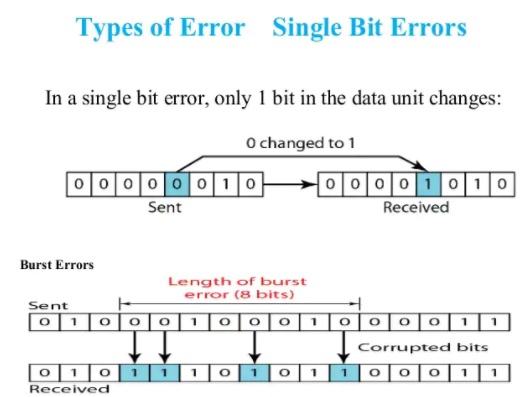 Types of Error Single Bit Errors
In a single bit error, only 1 bit in the data unit changes:
0 changed to 1
0 0 0 0 0 0 1 0 0 0 0 0 1 0 1 0
Sent Received
Burst Errors
Length of burst
error (8 bits)
Sent
0 1 0 0 0 1 0 0 0 1 0 0 0 0 1 1
Corrupted bits
0 1 0 1 1 1 0 1 0 1 1 0 0 0 1 1
Received